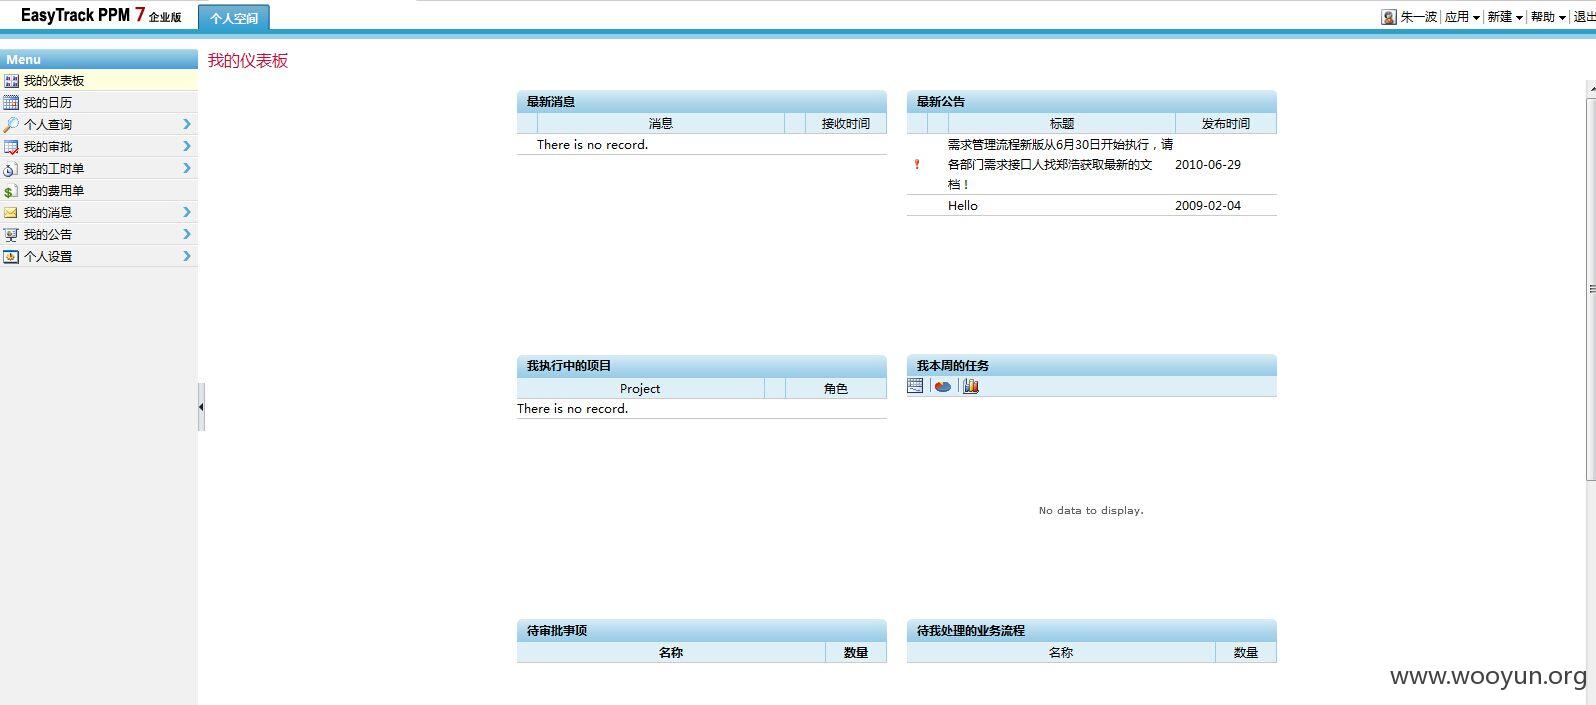 EasyTrack PPM 7 企业版
个人空间
朱一波 应用 新建 帮助 退出
Menu
我的仪表板
我的日历
个人查询
我的审批
我的工时单
我的费用单
我的消息
我的公告
个人设置
我的仪表板
最新消息
消息 接收时间
There is no record.
最新公告
标题 发布时间
需求管理流程新版从6月30日开始执行，请
各部门需求接口人找郑浩获取最新的文 2010-06-29
档！
Hello 2009-02-04
我执行中的项目
Project 角色
There is no record.
我本周的任务
No data to display.
待审批事项
名称 数量
待我处理的业务流程
名称 数量
www.wooyun.org